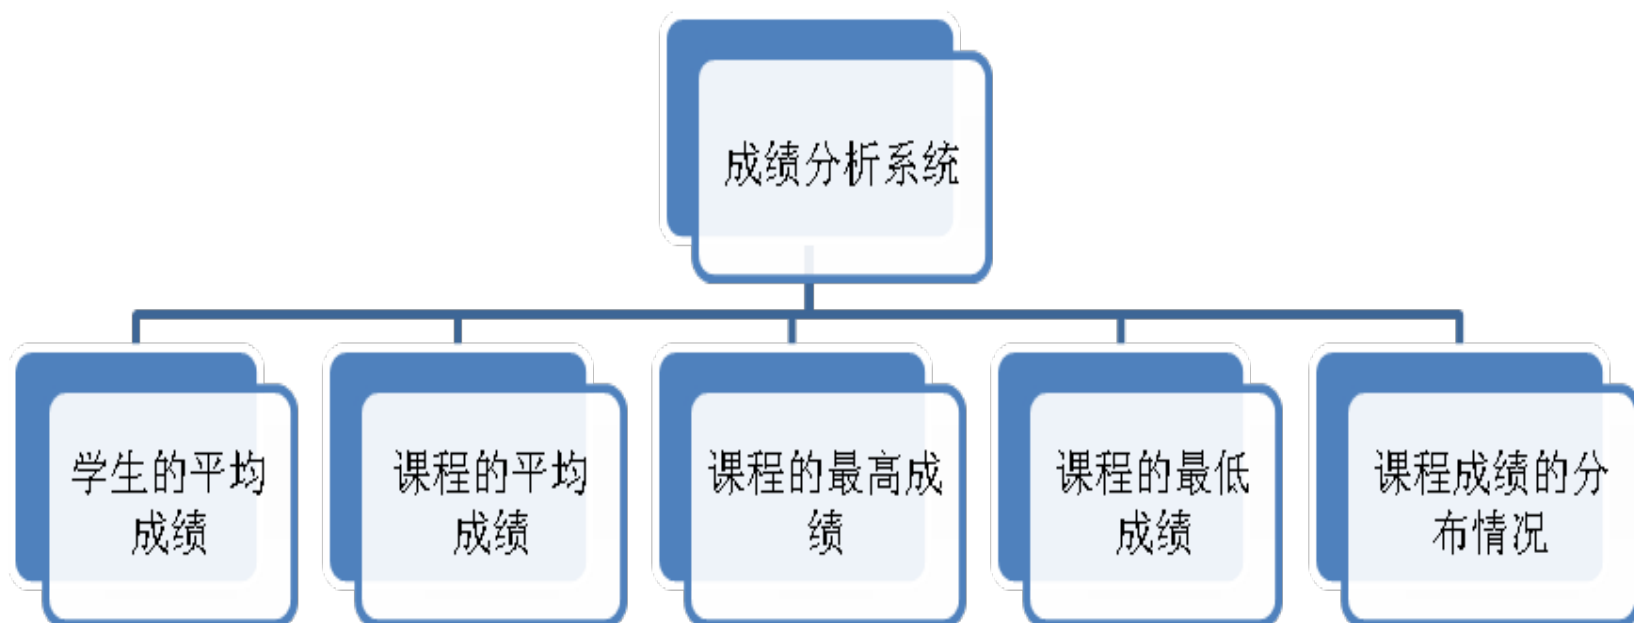 成绩分析系统
学生的平均
成绩
课程的平均
成绩
课程的最高成
绩
课程的最低
成绩
课程成绩的分
布情况